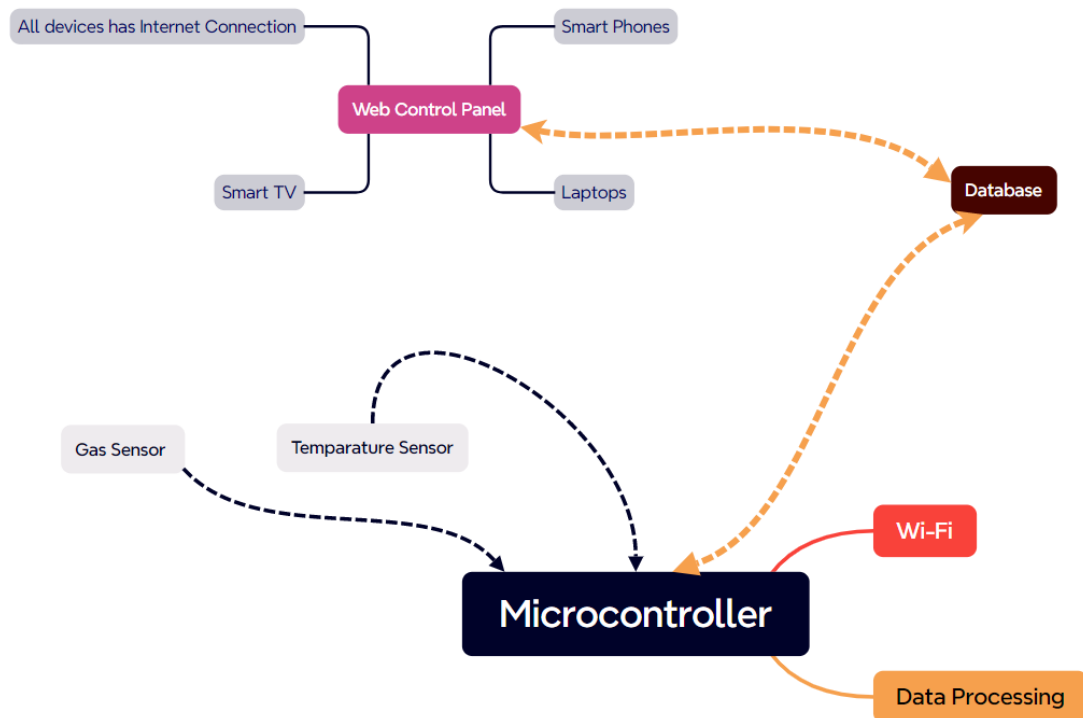 All devices has Internet Connection
Smart Phones
Web Control Panel
Smart TV
Laptops
Database
Gas Sensor
Temparature Sensor
Wi-Fi
Microcontroller
Data Processing